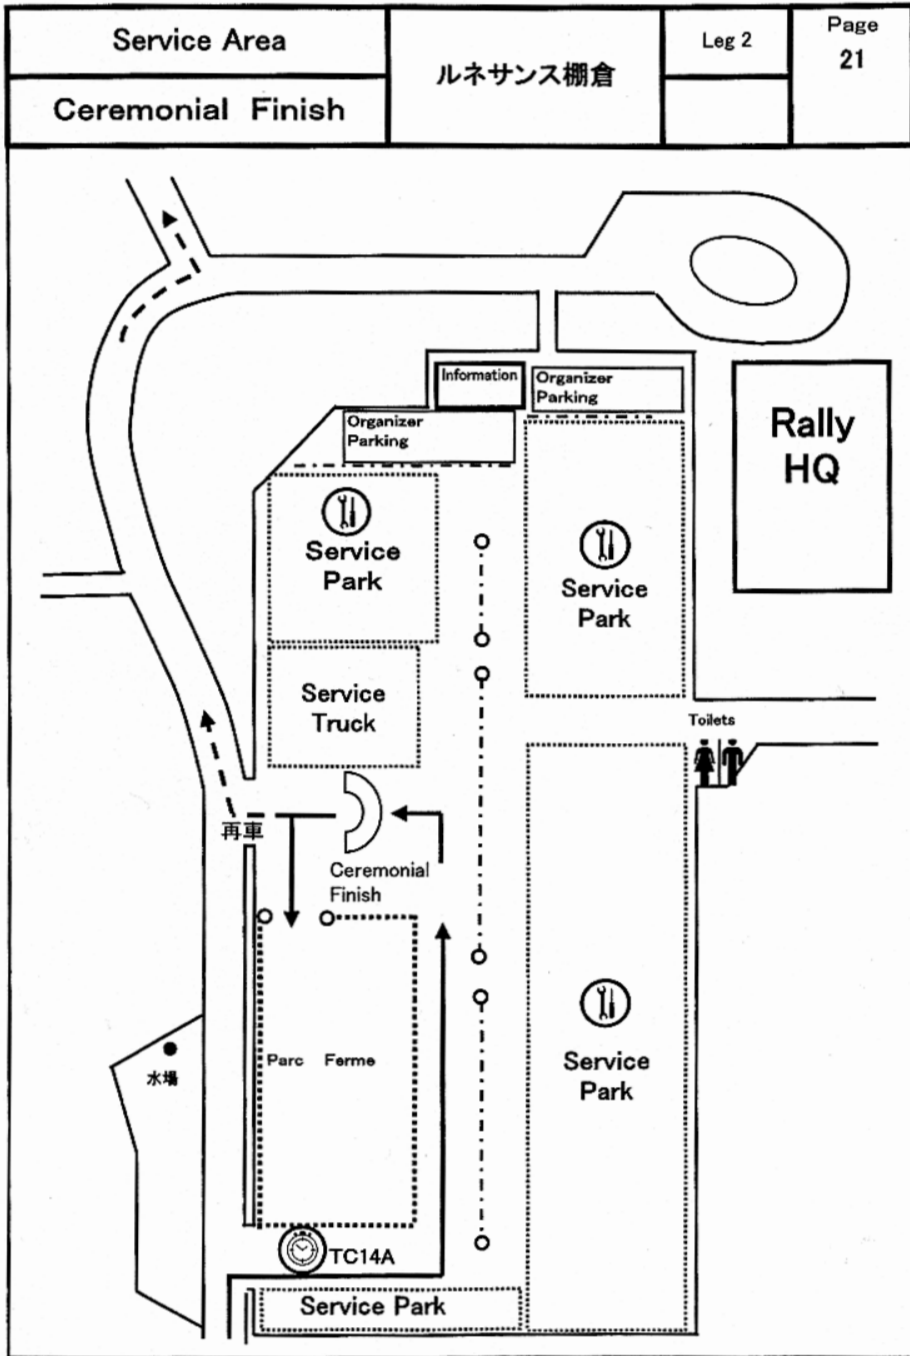 Service Area
Ceremonial Finish
ルネサンス棚倉
Leg 2
Page
21
Information
Organizer
Parking
Organizer
Parking
Rally
HQ
Service
Park
Service
Park
Service
Truck
Toilets
再車
Ceremonial
Finish
Parc Ferme
水場
Service
Park
TC14A
Service Park